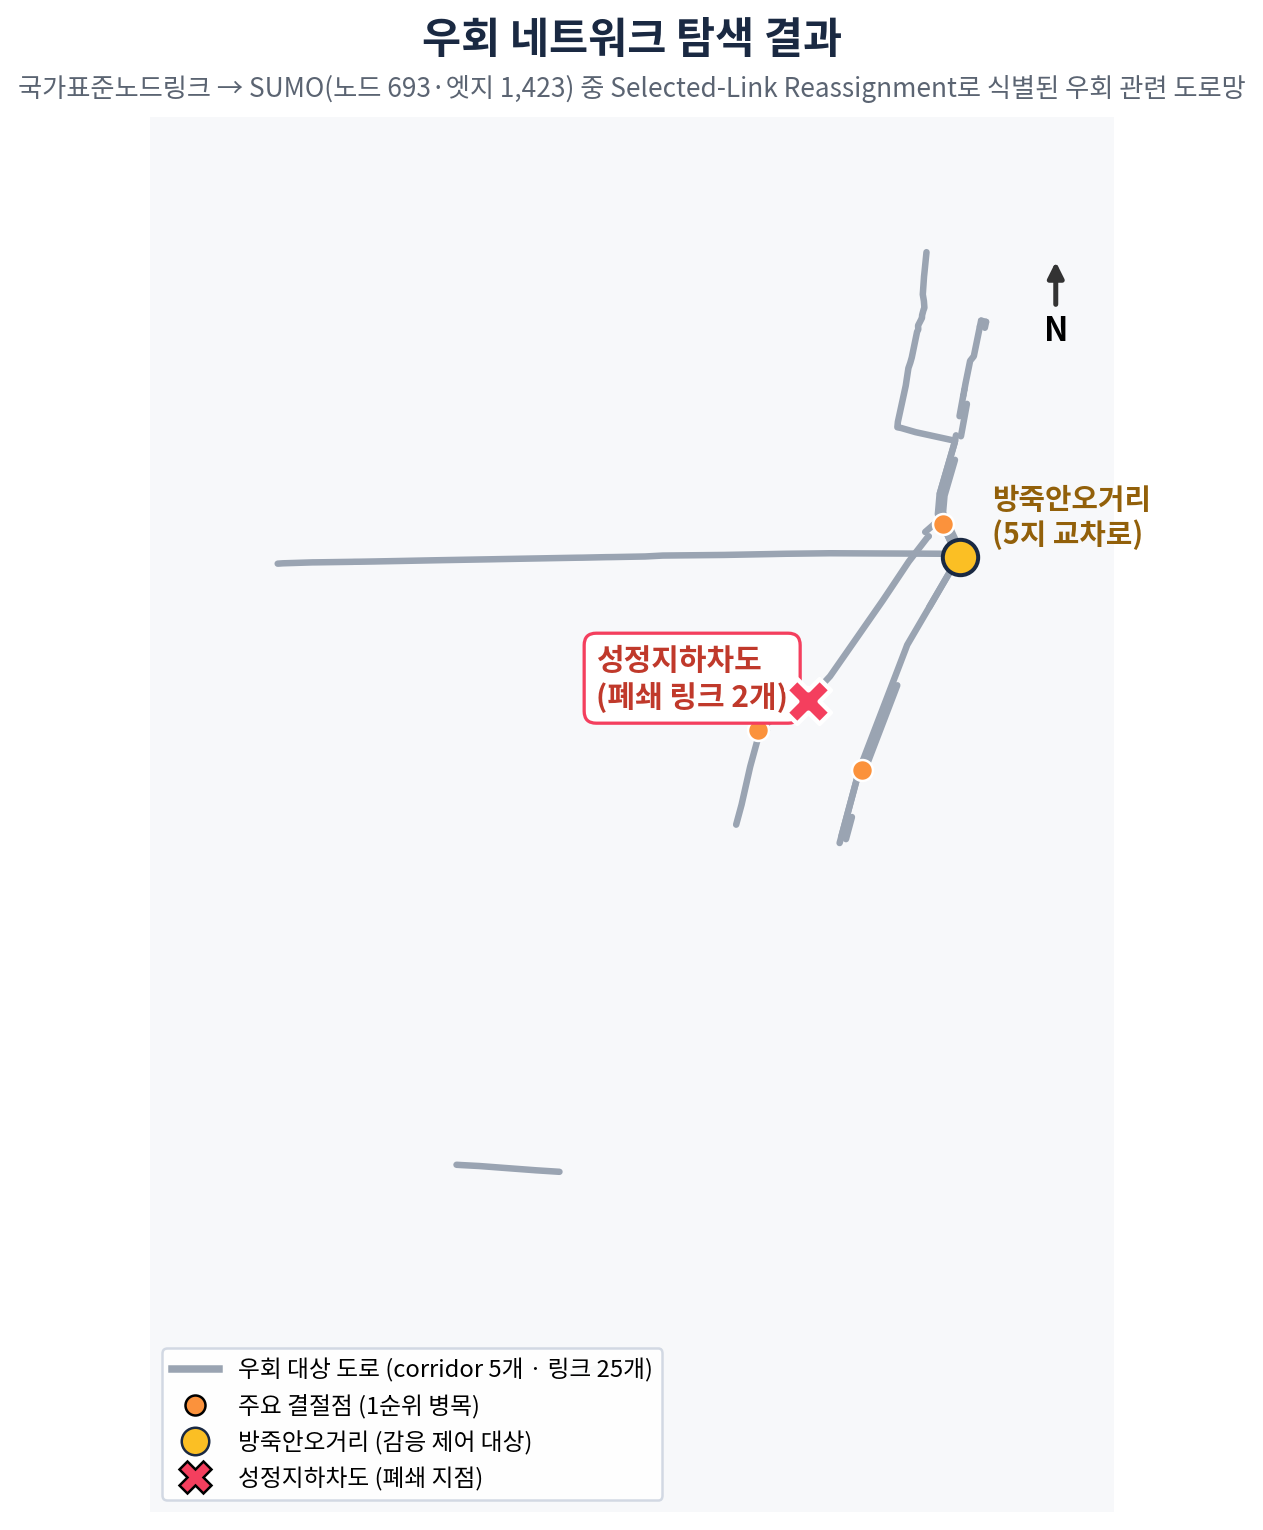 우회 네트워크 탐색 결과
국가표준노드링크 → SUMO(노드 693·엣지 1,423) 중 Selected-Link Reassignment로 식별된 우회 관련 도로망
N
방죽안오거리
(5지 교차로)
성정지하차도
(폐쇄 링크 2개)
우회 대상 도로 (corridor 5개 · 링크 25개)
주요 결절점 (1순위 병목)
방죽안오거리 (감응 제어 대상)
성정지하차도 (폐쇄 지점)